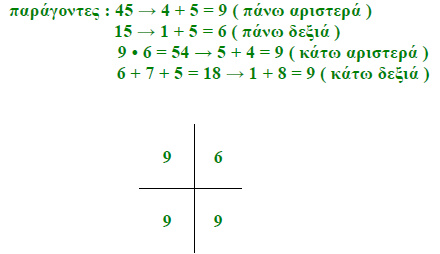 παράγοντες : 45 → 4 + 5 = 9 ( πάνω αριστερά )
15 → 1 + 5 = 6 ( πάνω δεξιά )
9 • 6 = 54 → 5 + 4 = 9 ( κάτω αριστερά )
6 + 7 + 5 = 18 → 1 + 8 = 9 ( κάτω δεξιά )
9 6
9 9